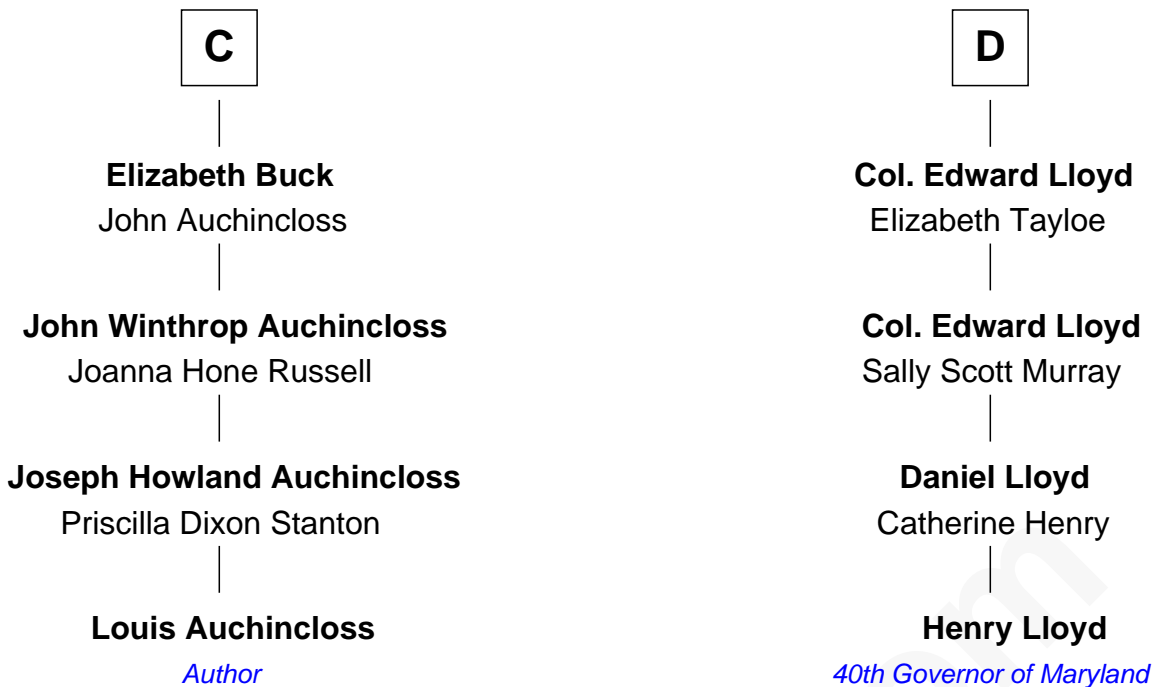 C
Elizabeth Buck
John Auchincloss
John Winthrop Auchincloss
Joanna Hone Russell
Joseph Howland Auchincloss
Priscilla Dixon Stanton
Louis Auchincloss
Author
D
Col. Edward Lloyd
Elizabeth Tayloe
Col. Edward Lloyd
Sally Scott Murray
Daniel Lloyd
Catherine Henry
Henry Lloyd
40th Governor of Maryland